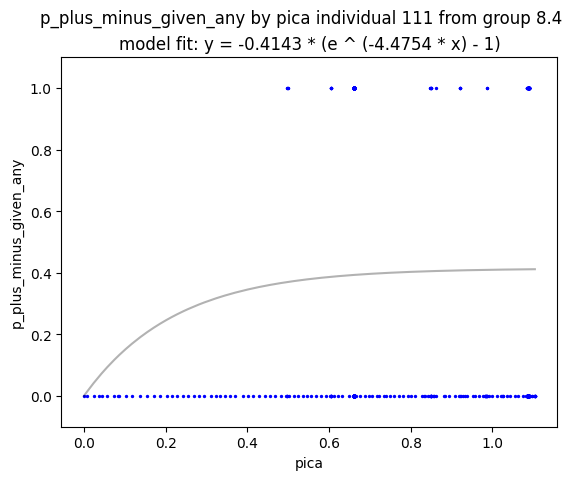 p_plus_minus_given_any by pica individual 111 from group 8.4
model fit: y = -0.4143 * (e ^ (-4.4754 * x) - 1)
1.0
0.8
0.6
0.4
0.2
0.0
p_plus_minus_given_any
0.0 0.2 0.4 0.6 0.8 1.0
pica